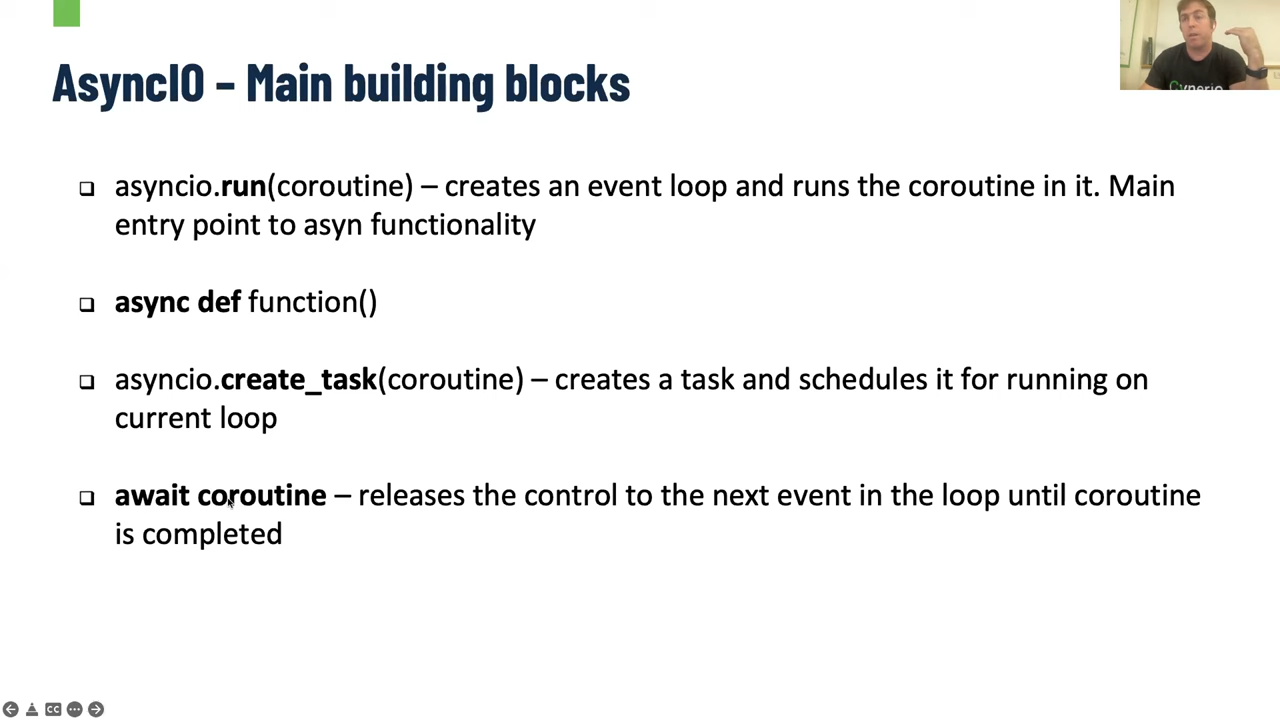 AsyncIO – Main building blocks
asyncio.run(coroutine) – creates an event loop and runs the coroutine in it. Main
entry point to asyn functionality
async def function()
asyncio.create_task(coroutine) – creates a task and schedules it for running on
current loop
await coroutine – releases the control to the next event in the loop until coroutine
is completed
Cynerio
CC